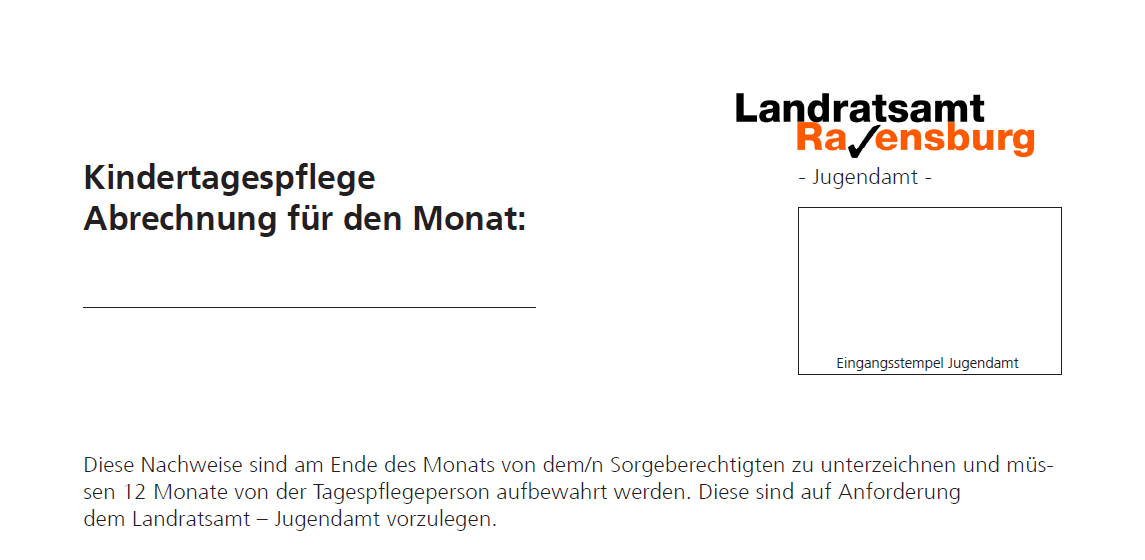 Landratsamt
Ravensburg
- Jugendamt -
Kindertagespflege
Abrechnung für den Monat:
Eingangsstempel Jugendamt
Diese Nachweise sind am Ende des Monats von dem/n Sorgeberechtigten zu unterzeichnen und müs-
sen 12 Monate von der Tagespflegeperson aufbewahrt werden. Diese sind auf Anforderung
dem Landratsamt – Jugendamt vorzulegen.